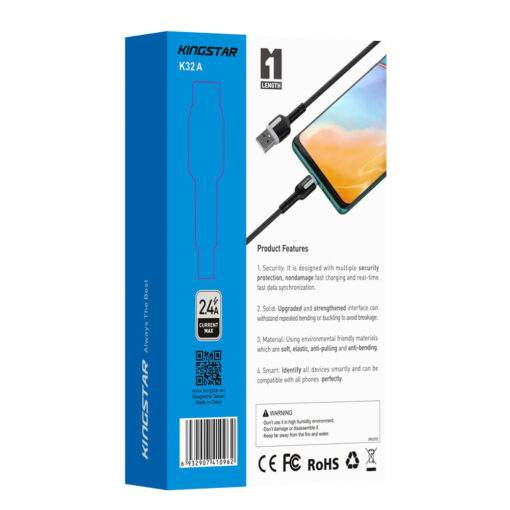 KINGSTAR
K32 A
2.4A
CURRENT
MAX
www.kingstar.co
Designed in Taiwan
Made in China
6 932907 410962
KINGSTAR Always The Best
M1
LENGTH
Product Features
1. Security: It is designed with multiple security
protection, nondamage fast charging and real-time
fast data synchronization.
2. Solid: Upgraded and strengthened interface can
withstand repeated bending or buckling to avoid breakage.
3. Material: Using environmental friendly materials
which are soft, elastic, anti-pulling and anti-bending.
4. Smart: Identify all devices smartly and can be
compatible with all phones perfectly.
WARNING
-Don't use it in high humidity environment.
-Don't damage or disassemble it
-Keep far away from the fire and water.
CE FC RoHS